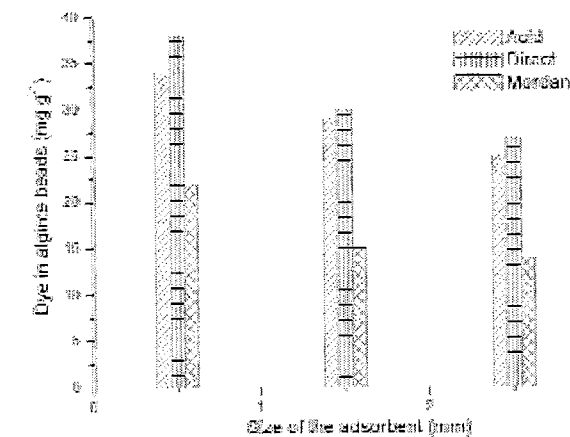 Acid
Direct
Mordan
Dye in alginte beads (mg g⁻¹)
40
35
30
25
20
15
10
5
0
0
1
2
Size of the adsorbent (mm)